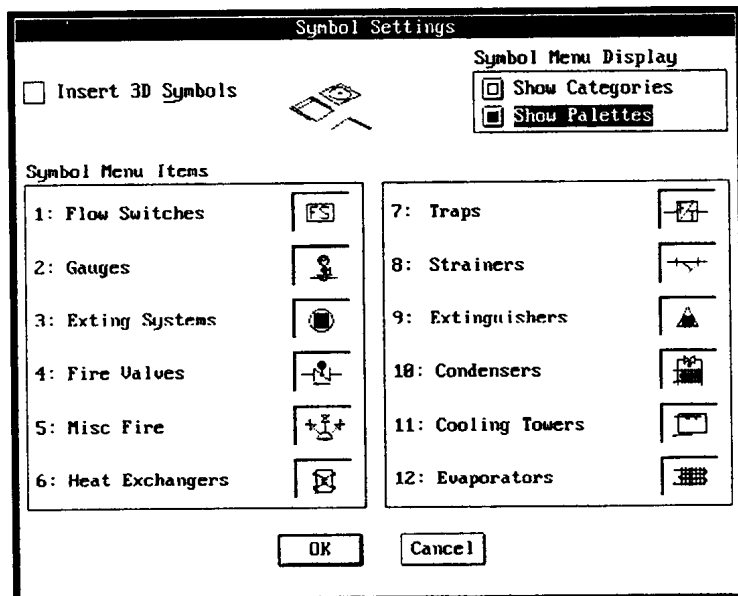 Symbol Settings
Insert 3D Symbols
Symbol Menu Display
Show Categories
Show Palettes
Symbol Menu Items
1: Flow Switches
FS
2: Gauges
3: Exting Systems
4: Fire Valves
5: Misc Fire
6: Heat Exchangers
7: Traps
8: Strainers
9: Extinguishers
10: Condensers
11: Cooling Towers
12: Evaporators
OK
Cancel